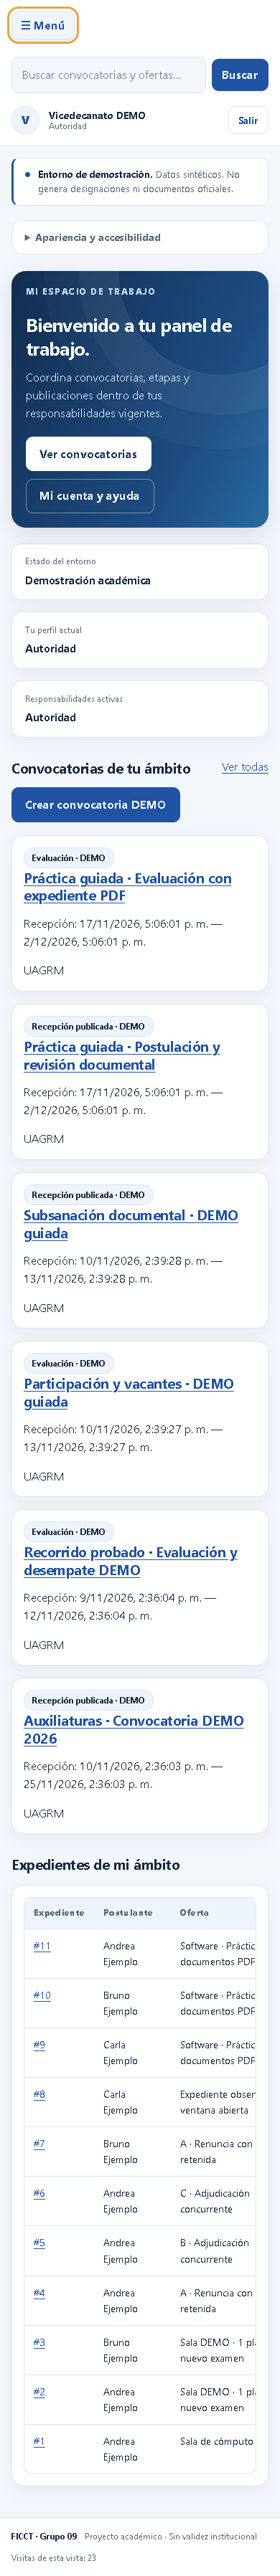 ☰ Menú
Buscar convocatorias y ofertas...
Buscar
V
Vicedecanato DEMO
Autoridad
Salir
Entorno de demostración. Datos sintéticos. No
genera designaciones ni documentos oficiales.
▶ Apariencia y accesibilidad
MI ESPACIO DE TRABAJO
Bienvenido a tu panel de
trabajo.
Coordina convocatorias, etapas y
publicaciones dentro de tus
responsabilidades vigentes.
Ver convocatorias
Mi cuenta y ayuda
Estado del entorno
Demostración académica
Tu perfil actual
Autoridad
Responsabilidades activas
Autoridad
Convocatorias de tu ámbito
Ver todas
Crear convocatoria DEMO
Evaluación · DEMO
Práctica guiada · Evaluación con
expediente PDF
Recepción: 17/11/2026, 5:06:01 p. m. —
2/12/2026, 5:06:01 p. m.
UAGRM
Recepción publicada · DEMO
Práctica guiada · Postulación y
revisión documental
Recepción: 17/11/2026, 5:06:01 p. m. —
2/12/2026, 5:06:01 p. m.
UAGRM
Recepción publicada · DEMO
Subsanación documental · DEMO
guiada
Recepción: 10/11/2026, 2:39:28 p. m. —
13/11/2026, 2:39:28 p. m.
UAGRM
Evaluación · DEMO
Participación y vacantes · DEMO
guiada
Recepción: 10/11/2026, 2:39:27 p. m. —
13/11/2026, 2:39:27 p. m.
UAGRM
Evaluación · DEMO
Recorrido probado · Evaluación y
desempate DEMO
Recepción: 9/11/2026, 2:36:04 p. m. —
12/11/2026, 2:36:04 p. m.
UAGRM
Recepción publicada · DEMO
Auxiliaturas · Convocatoria DEMO
2026
Recepción: 10/11/2026, 2:36:03 p. m. —
25/11/2026, 2:36:03 p. m.
UAGRM
Expedientes de mi ámbito
Expediente Postulante Oferta
#11 Andrea Software · Práctic
Ejemplo documentos PDF
#10 Bruno Software · Práctic
Ejemplo documentos PDF
#9 Carla Software · Práctic
Ejemplo documentos PDF
#8 Carla Expediente obser
Ejemplo ventana abierta
#7 Bruno A · Renuncia con
Ejemplo retenida
#6 Andrea C · Adjudicación
Ejemplo concurrente
#5 Andrea B · Adjudicación
Ejemplo concurrente
#4 Andrea A · Renuncia con
Ejemplo retenida
#3 Bruno Sala DEMO · 1 pla
Ejemplo nuevo examen
#2 Andrea Sala DEMO · 1 pla
Ejemplo nuevo examen
#1 Andrea Sala de cómputo
Ejemplo
FICCT · Grupo 09 Proyecto académico · Sin validez institucional
Visitas de esta vista: 23